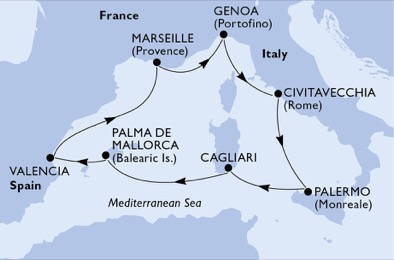 France
GENOA
(Portofino)
MARSEILLE
(Provence)
Italy
CIVITAVECCHIA
(Rome)
PALMA DE
MALLORCA
(Balearic Is.)
CAGLIARI
VALENCIA
Spain
PALERMO
(Monreale)
Mediterranean Sea